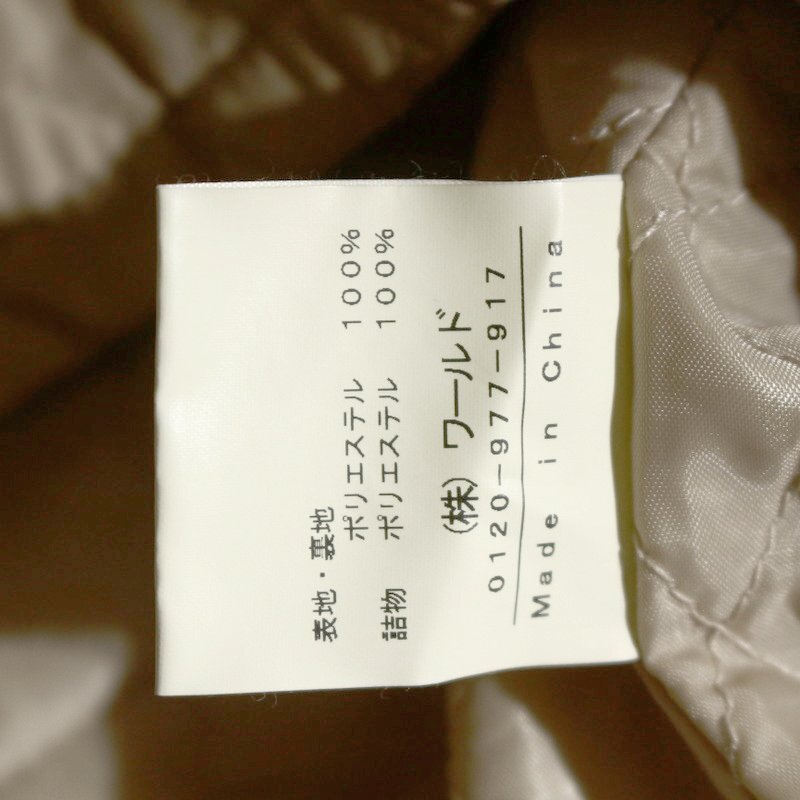 表地・裏地
ポリエステル 100%
詰物 ポリエステル 100%
(株) ワールド
0120-977-917
Made in China